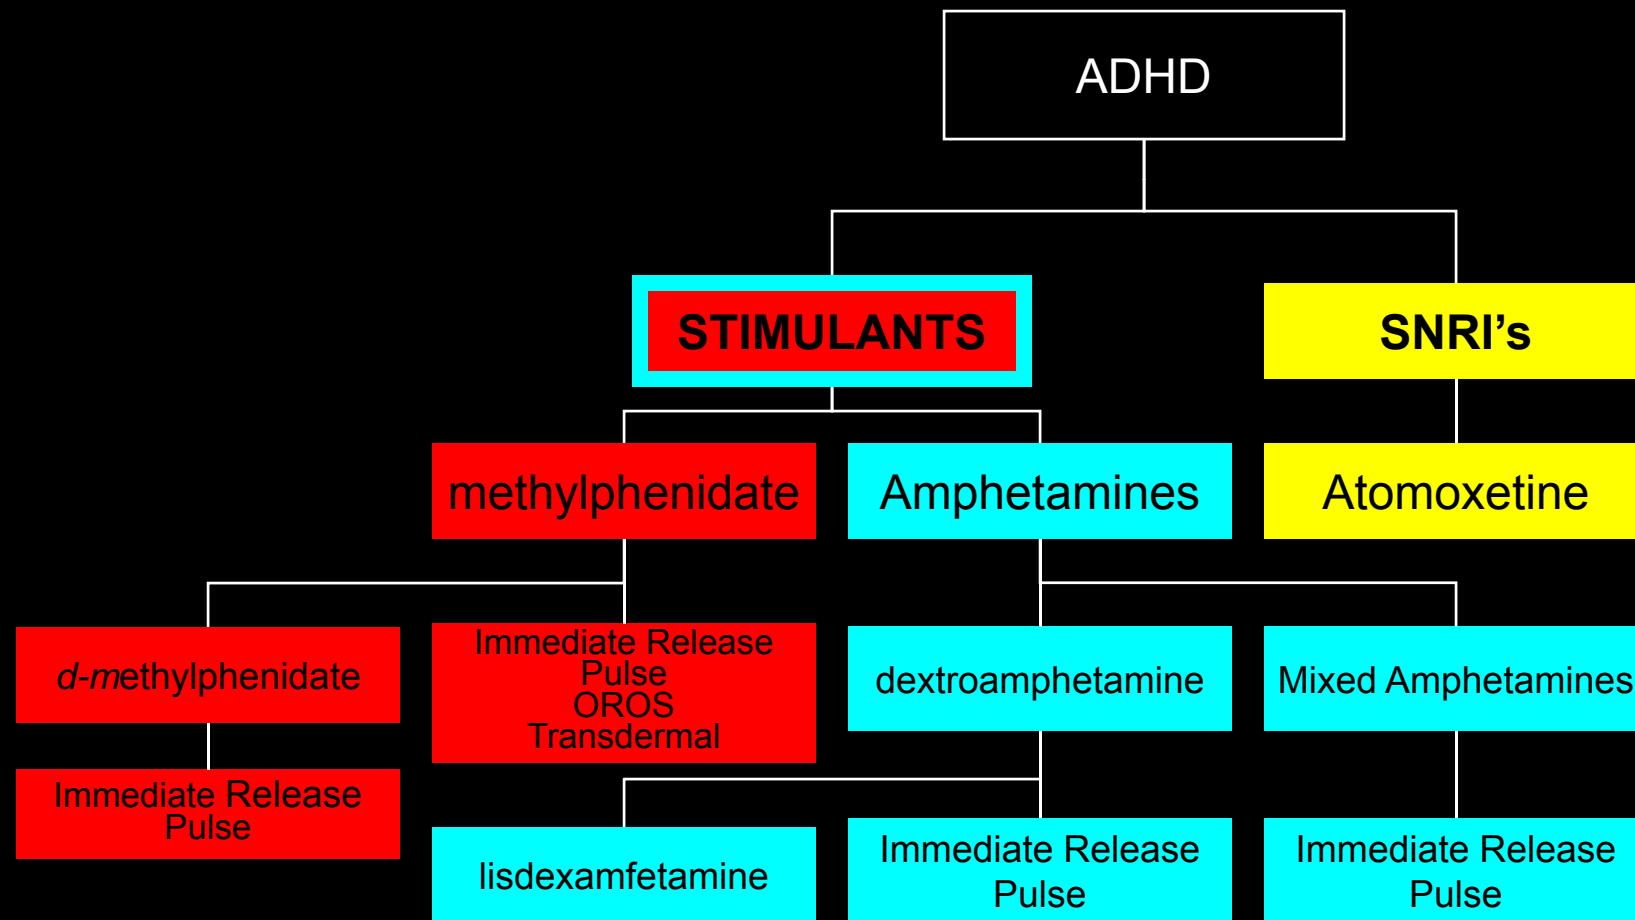 ADHD
STIMULANTS
SNRI's
methylphenidate
Amphetamines
Atomoxetine
d-methylphenidate
Immediate Release
Pulse
OROS
Transdermal
dextroamphetamine
Mixed Amphetamines
Immediate Release
Pulse
lisdexamfetamine
Immediate Release
Pulse
Immediate Release
Pulse